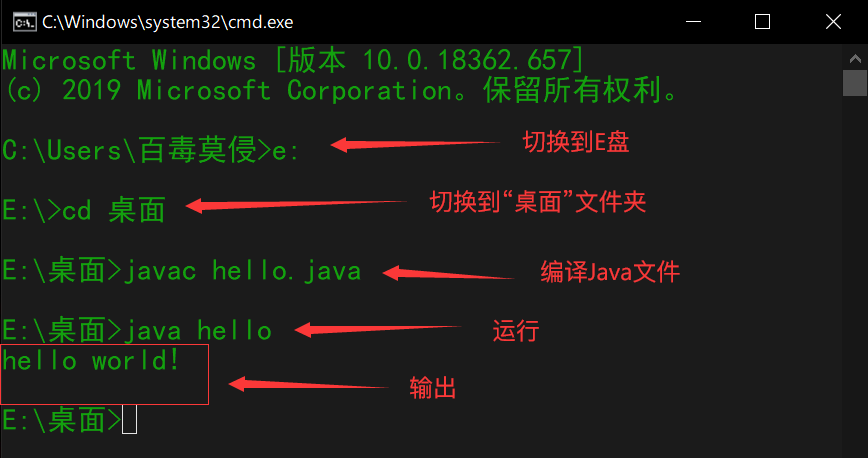 C:\Windows\system32\cmd.exe
Microsoft Windows [版本 10.0.18362.657]
(c) 2019 Microsoft Corporation。保留所有权利。
C:\Users\百毒莫侵>e:
切换到E盘
E:\>cd 桌面
切换到“桌面”文件夹
E:\桌面>javac hello.java
编译Java文件
E:\桌面>java hello
运行
hello world!
输出
E:\桌面>